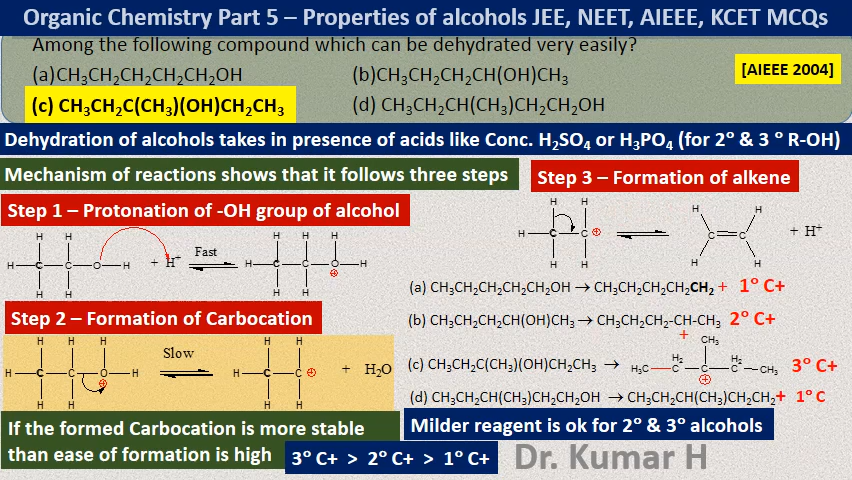 Organic Chemistry Part 5 – Properties of alcohols JEE, NEET, AIEEE, KCET MCQs
Among the following compound which can be dehydrated very easily?
[AIEEE 2004]
(a)CH₃CH₂CH₂CH₂CH₂OH
(b)CH₃CH₂CH₂CH(OH)CH₃
(c) CH₃CH₂C(CH₃)(OH)CH₂CH₃
(d) CH₃CH₂CH(CH₃)CH₂CH₂OH
Dehydration of alcohols takes in presence of acids like Conc. H₂SO₄ or H₃PO₄ (for 2° & 3 ° R-OH)
Mechanism of reactions shows that it follows three steps
Step 1 – Protonation of -OH group of alcohol
H H H H
H C C O H + H⁺ Fast H C C O H
⊕
H H H H
Step 2 – Formation of Carbocation
H H H H H
H C C O H Slow H C C ⊕ + H₂O
⊕
H H H H
If the formed Carbocation is more stable
than ease of formation is high
3° C+ > 2° C+ > 1° C+
Step 3 – Formation of alkene
H H H H
H C C ⊕ C C + H⁺
H H H H
(a) CH₃CH₂CH₂CH₂CH₂OH → CH₃CH₂CH₂CH₂CH₂ + 1° C+
(b) CH₃CH₂CH₂CH(OH)CH₃ → CH₃CH₂CH₂-CH-CH₃ 2° C+
+
CH₃
(c) CH₃CH₂C(CH₃)(OH)CH₂CH₃ → H₃C H₂C C H₂C CH₃ 3° C+
⊕
(d) CH₃CH₂CH(CH₃)CH₂CH₂OH → CH₃CH₂CH(CH₃)CH₂CH₂+ 1° C
Milder reagent is ok for 2° & 3° alcohols
Dr. Kumar H